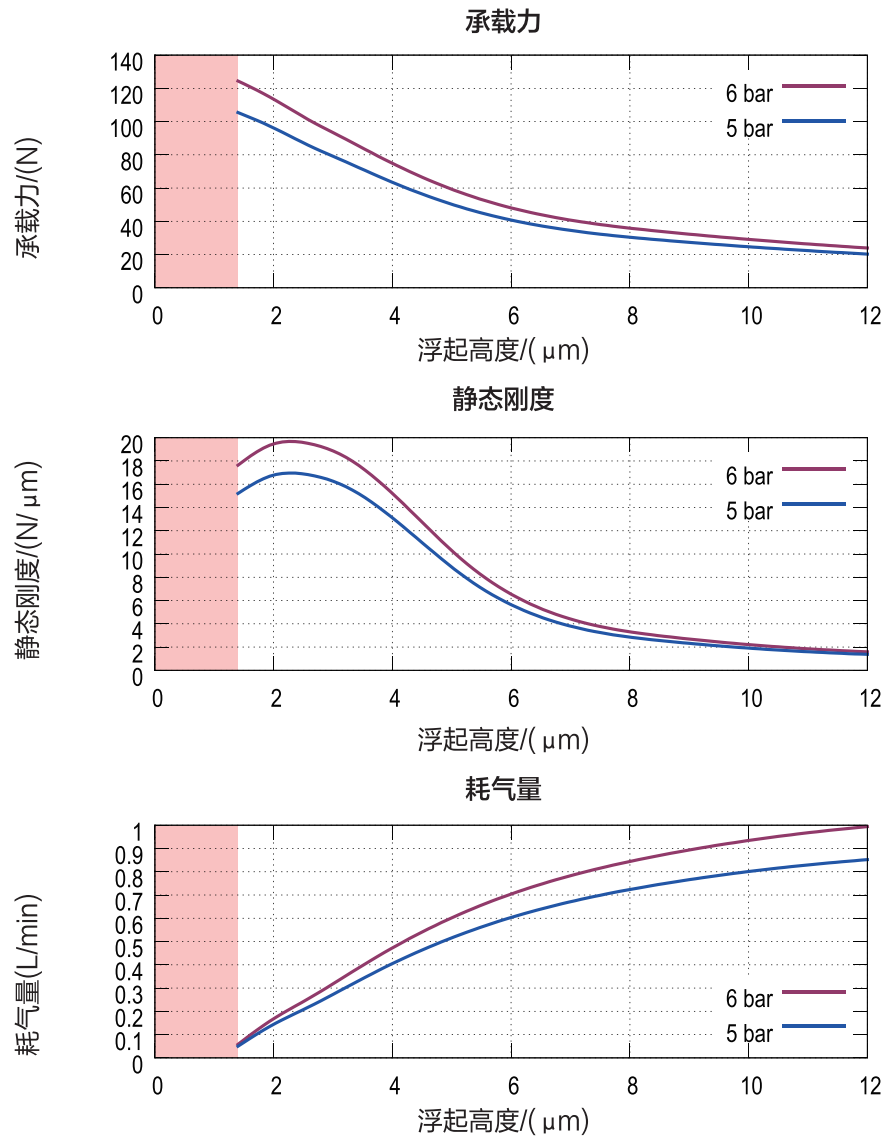 承载力
140
120
100
80
60
40
20
0
承载力/(N)
6 bar
5 bar
0 2 4 6 8 10 12
浮起高度/( μm)
静态刚度
20
18
16
14
12
10
8
6
4
2
0
静态刚度/(N/ μm)
6 bar
5 bar
0 2 4 6 8 10 12
浮起高度/( μm)
耗气量
1
0.9
0.8
0.7
0.6
0.5
0.4
0.3
0.2
0.1
0
耗气量(L/min)
6 bar
5 bar
0 2 4 6 8 10 12
浮起高度/( μm)